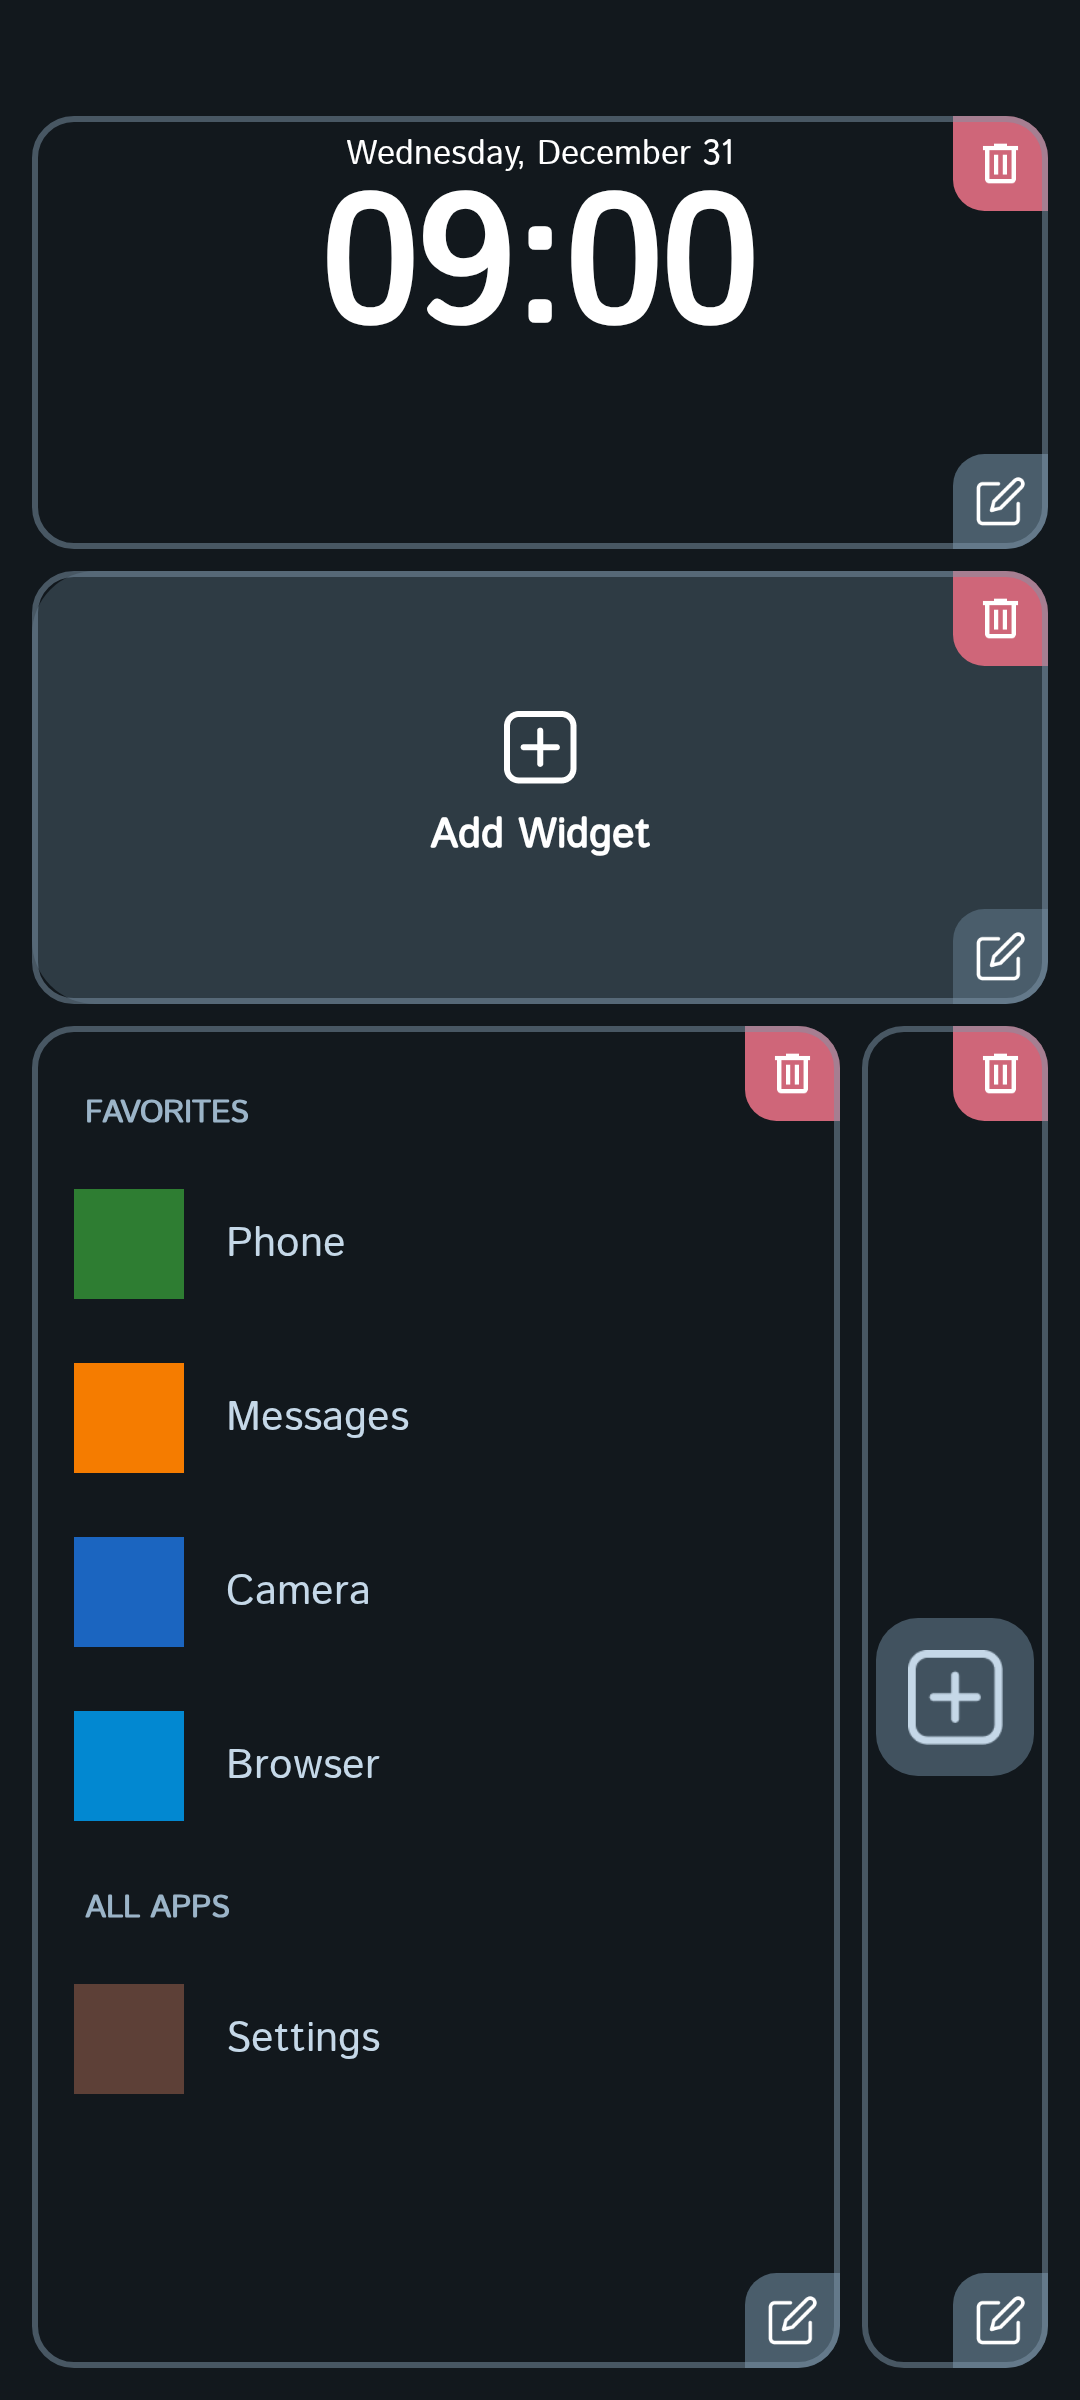 Wednesday, December 31
09:00
Add Widget
FAVORITES
Phone
Messages
Camera
Browser
ALL APPS
Settings